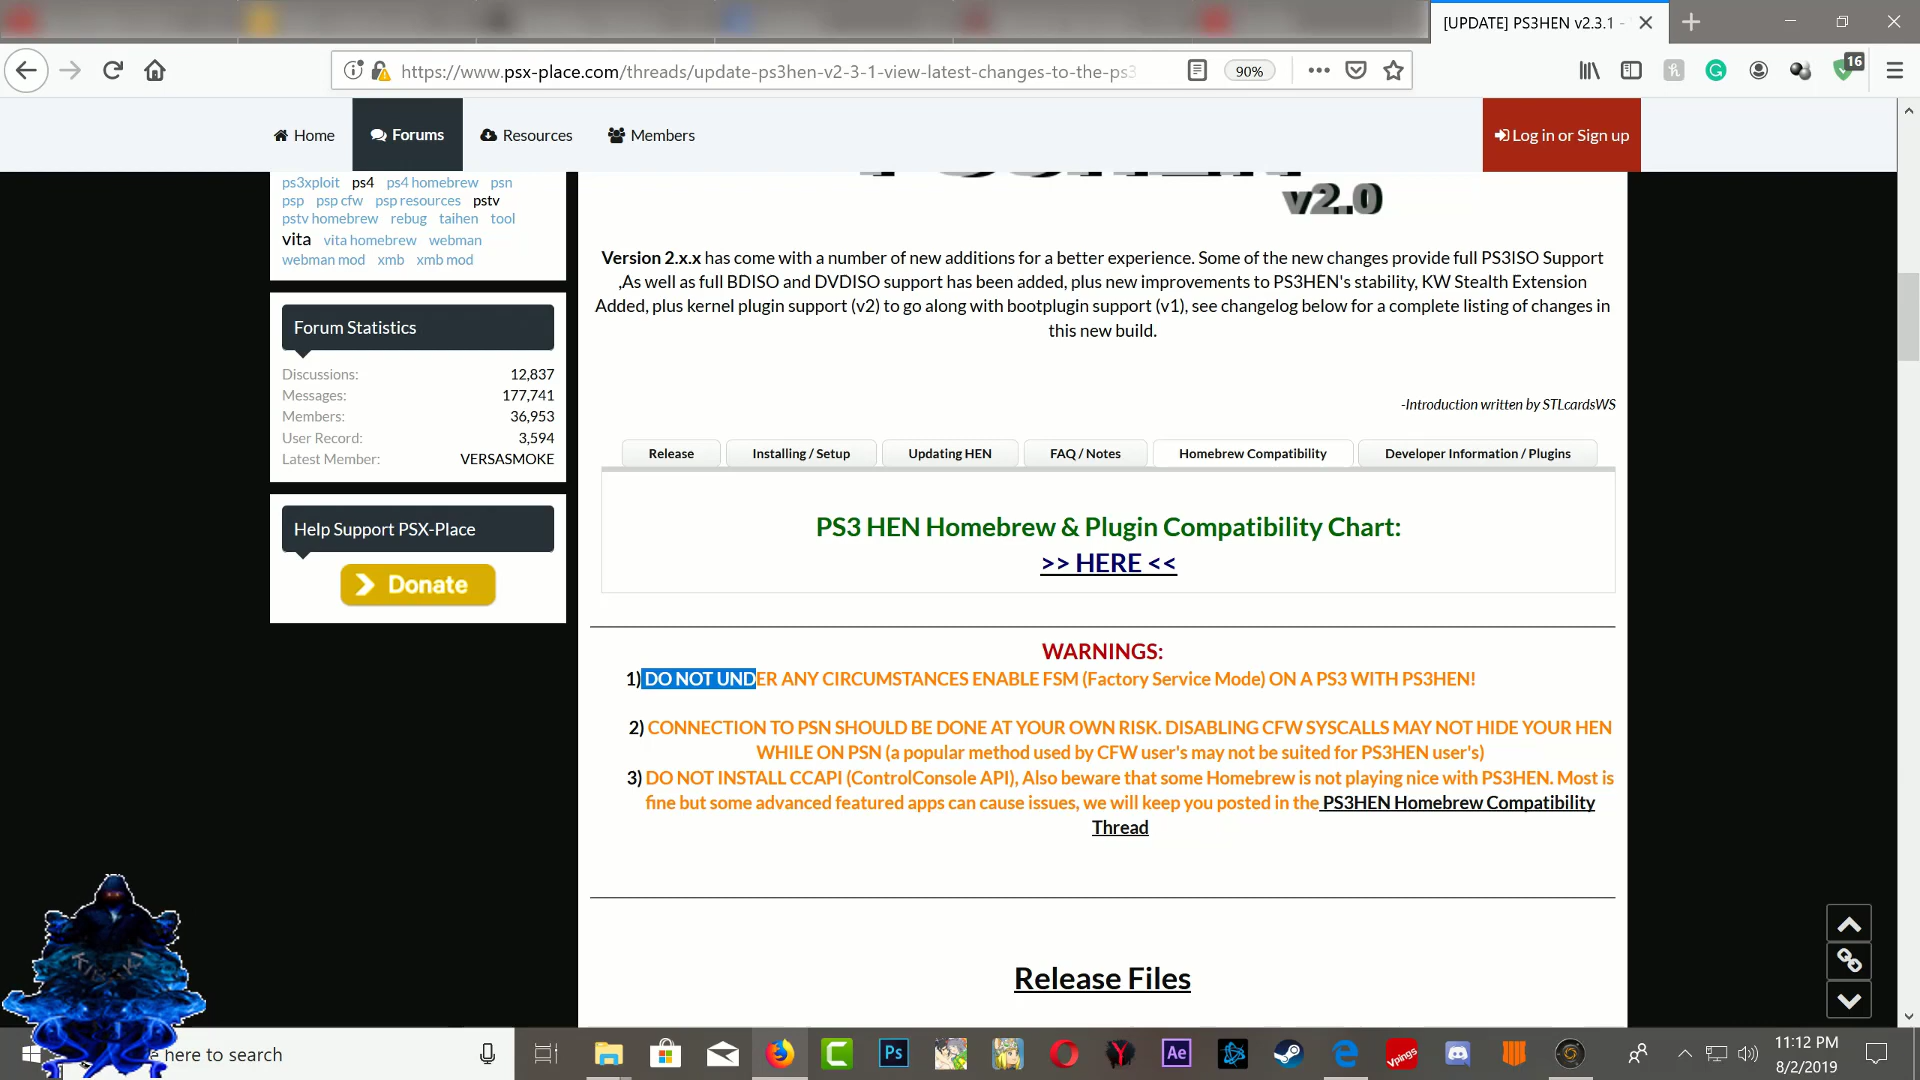 [UPDATE] PS3HEN v2.3.1 -
https://www.psx-place.com/threads/update-ps3hen-v2-3-1-view-latest-changes-to-the-ps3
90%
16
Home
Forums
Resources
Members
Log in or Sign up
ps3xploit ps4 ps4 homebrew psn
psp psp cfw psp resources pstv
pstv homebrew rebug taihen tool
vita vita homebrew webman
webman mod xmb xmb mod
Forum Statistics
Discussions: 12,837
Messages: 177,741
Members: 36,953
User Record: 3,594
Latest Member: VERSASMOKE
Help Support PSX-Place
Donate
v2.0
Version 2.x.x has come with a number of new additions for a better experience. Some of the new changes provide full PS3ISO Support
,As well as full BDISO and DVDISO support has been added, plus new improvements to PS3HEN's stability, KW Stealth Extension
Added, plus kernel plugin support (v2) to go along with bootplugin support (v1), see changelog below for a complete listing of changes in
this new build.
-Introduction written by STLcardsWS
Release
Installing / Setup
Updating HEN
FAQ / Notes
Homebrew Compatibility
Developer Information / Plugins
PS3 HEN Homebrew & Plugin Compatibility Chart:
>> HERE <<
WARNINGS:
1) DO NOT UNDER ANY CIRCUMSTANCES ENABLE FSM (Factory Service Mode) ON A PS3 WITH PS3HEN!
2) CONNECTION TO PSN SHOULD BE DONE AT YOUR OWN RISK. DISABLING CFW SYSCALLS MAY NOT HIDE YOUR HEN
WHILE ON PSN (a popular method used by CFW user's may not be suited for PS3HEN user's)
3) DO NOT INSTALL CCAPI (ControlConsole API), Also beware that some Homebrew is not playing nice with PS3HEN. Most is
fine but some advanced featured apps can cause issues, we will keep you posted in the PS3HEN Homebrew Compatibility
Thread
Release Files
here to search
Ps
Ae
Vpings
11:12 PM
8/2/2019